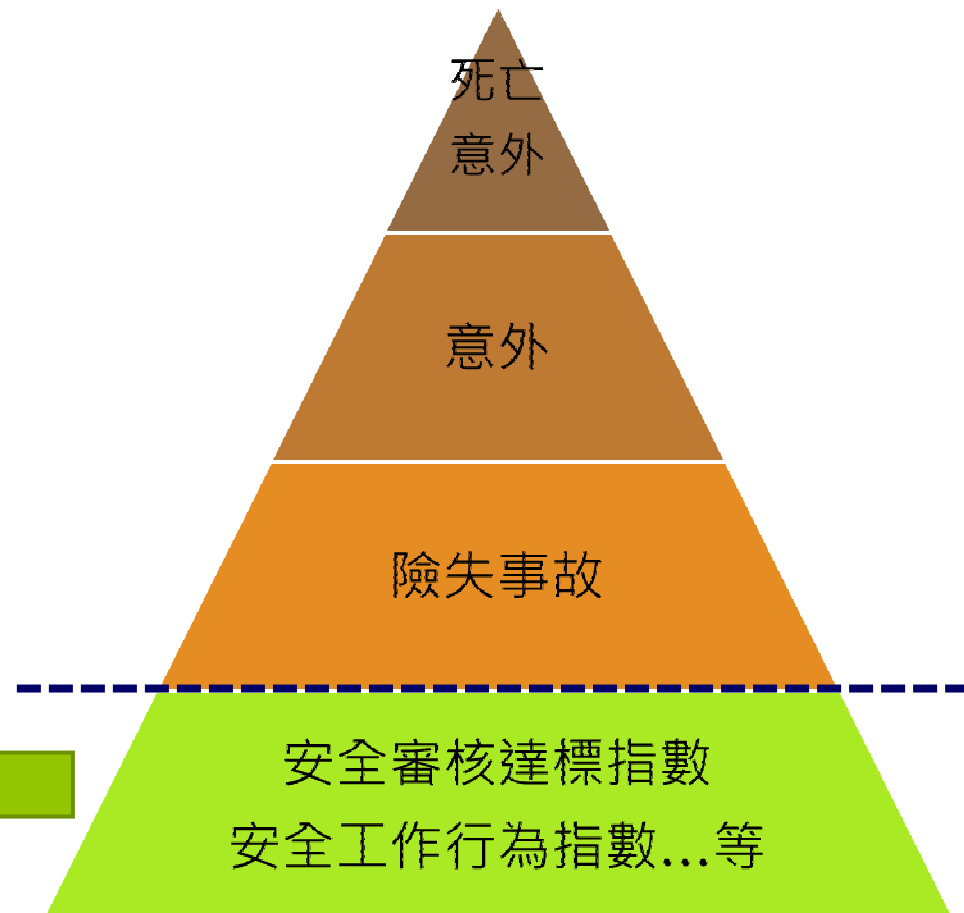 死亡
意外
意外
險失事故
安全審核達標指數
安全工作行為指數...等